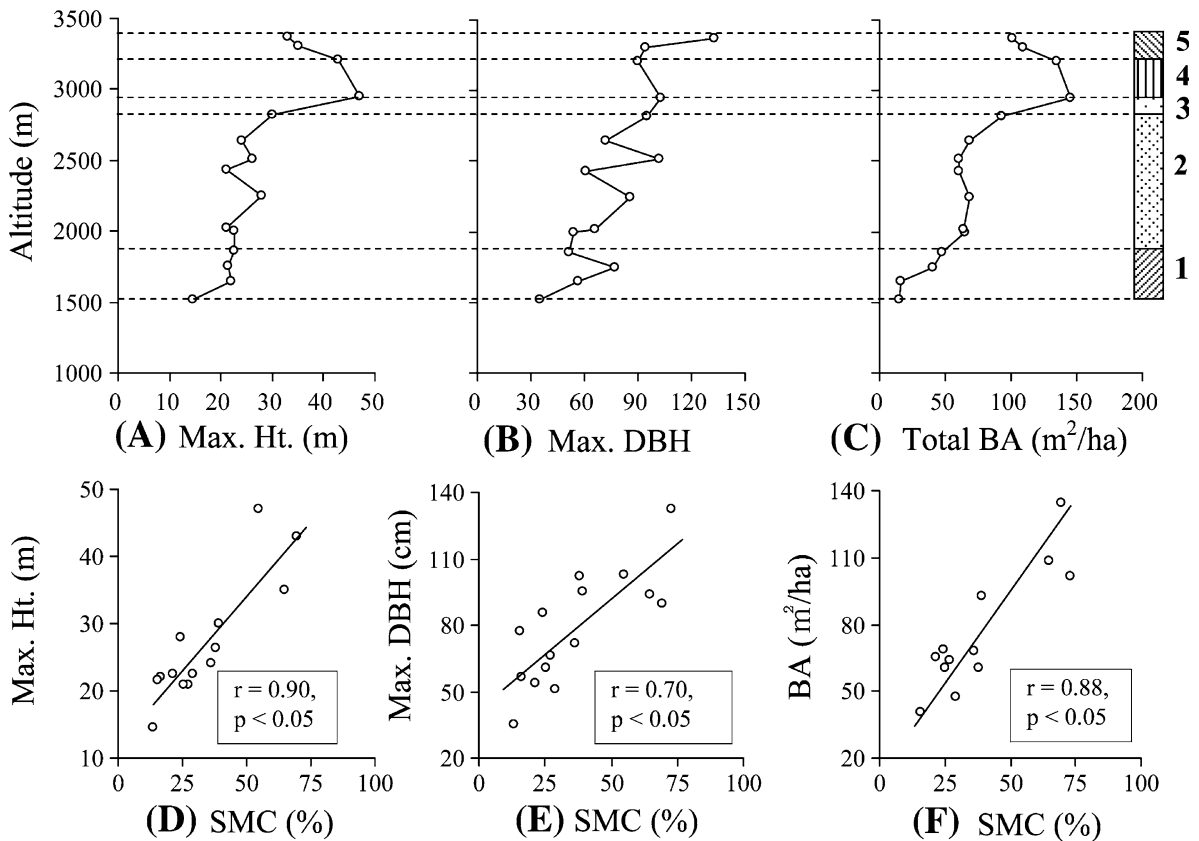 3500
3000
2500
2000
1500
1000
Altitude (m)
0 10 20 30 40 50
(A) Max. Ht. (m)
0 30 60 90 120 150
(B) Max. DBH
0 50 100 150 200
(C) Total BA (m²/ha)
5
4
3
2
1
50
40
30
20
10
Max. Ht. (m)
r = 0.90,
p < 0.05
0 25 50 75 100
(D) SMC (%)
140
110
80
50
20
Max. DBH (cm)
r = 0.70,
p < 0.05
0 25 50 75 100
(E) SMC (%)
140
110
80
50
20
BA (m²/ha)
r = 0.88,
p < 0.05
0 25 50 75 100
(F) SMC (%)